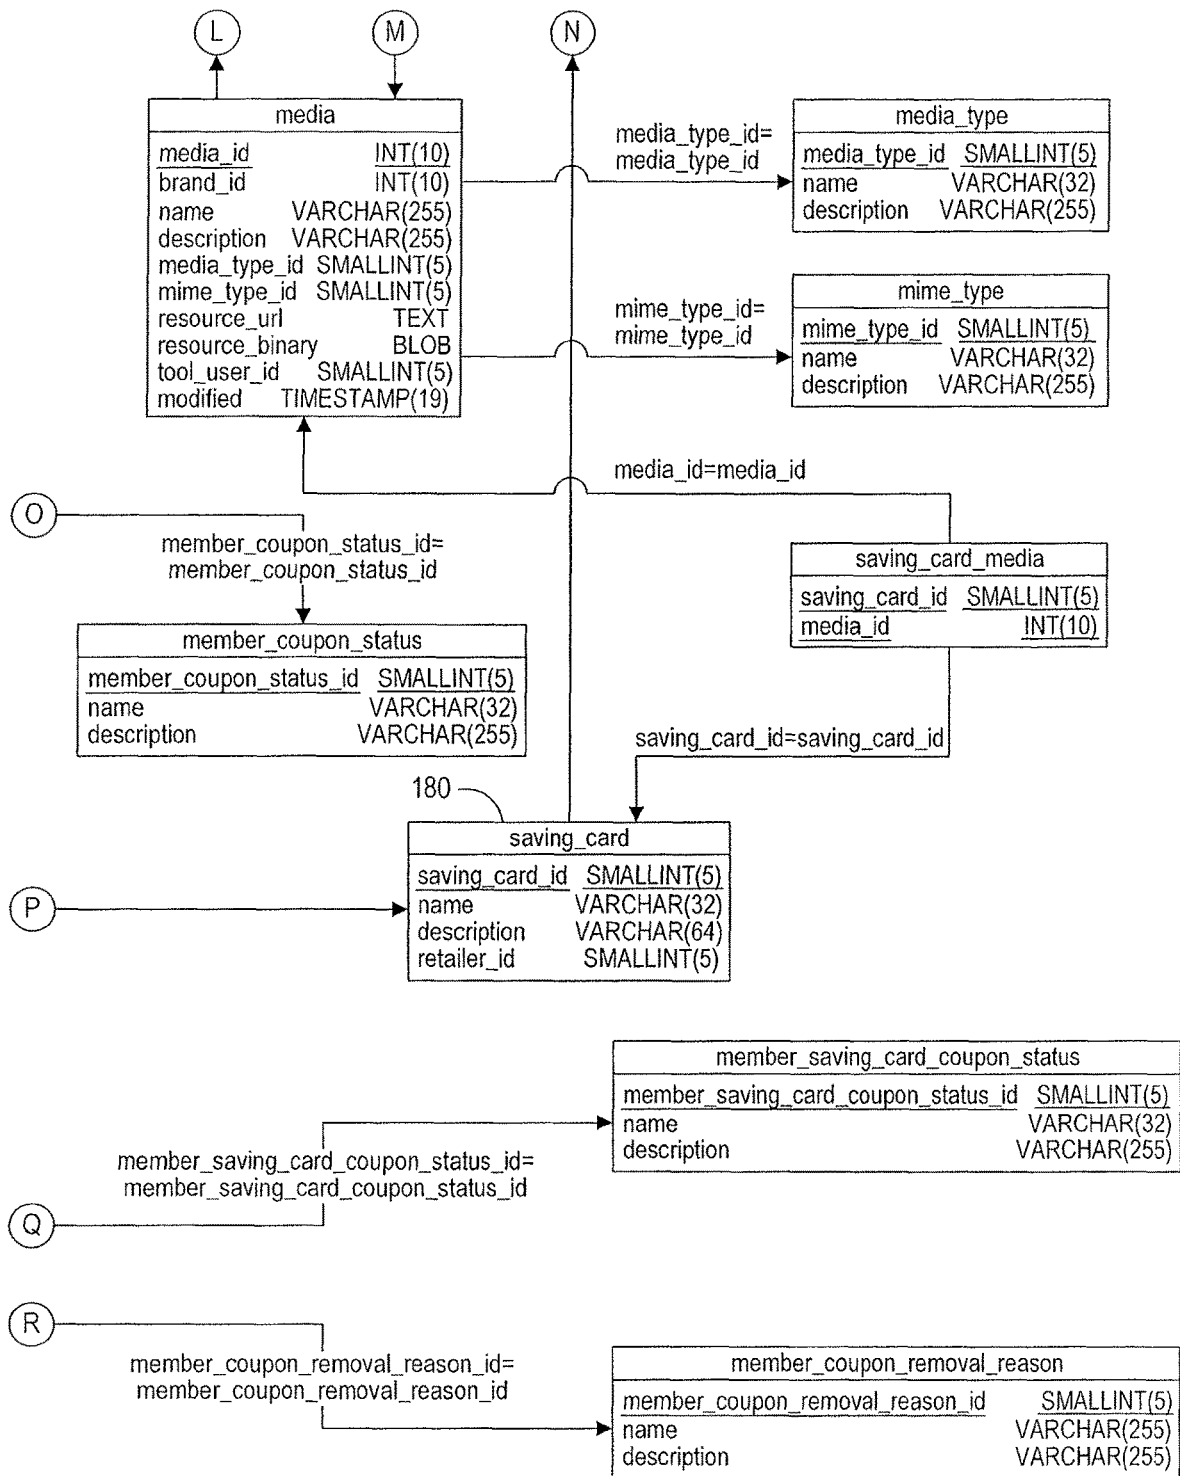 L
M
N
media
media_id INT(10)
brand_id INT(10)
name VARCHAR(255)
description VARCHAR(255)
media_type_id SMALLINT(5)
mime_type_id SMALLINT(5)
resource_url TEXT
resource_binary BLOB
tool_user_id SMALLINT(5)
modified TIMESTAMP(19)
media_type_id=
media_type_id
media_type
media_type_id SMALLINT(5)
name VARCHAR(32)
description VARCHAR(255)
mime_type_id=
mime_type_id
mime_type
mime_type_id SMALLINT(5)
name VARCHAR(32)
description VARCHAR(255)
media_id=media_id
O
member_coupon_status_id=
member_coupon_status_id
saving_card_media
saving_card_id SMALLINT(5)
media_id INT(10)
member_coupon_status
member_coupon_status_id SMALLINT(5)
name VARCHAR(32)
description VARCHAR(255)
saving_card_id=saving_card_id
180
saving_card
saving_card_id SMALLINT(5)
name VARCHAR(32)
description VARCHAR(64)
retailer_id SMALLINT(5)
P
member_saving_card_coupon_status
member_saving_card_coupon_status_id SMALLINT(5)
name VARCHAR(32)
description VARCHAR(255)
member_saving_card_coupon_status_id=
member_saving_card_coupon_status_id
Q
R
member_coupon_removal_reason_id=
member_coupon_removal_reason_id
member_coupon_removal_reason
member_coupon_removal_reason_id SMALLINT(5)
name VARCHAR(255)
description VARCHAR(255)